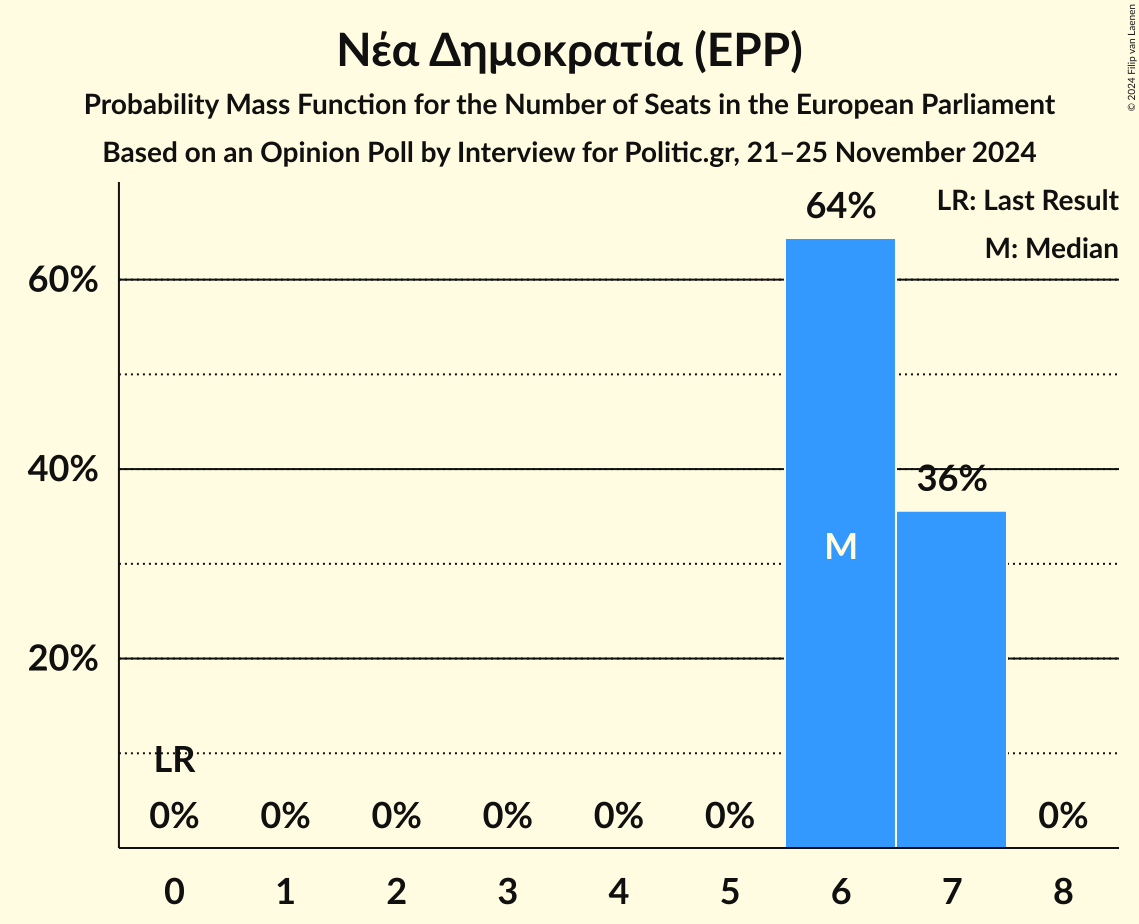 Νέα Δημοκρατία (EPP)
Probability Mass Function for the Number of Seats in the European Parliament
Based on an Opinion Poll by Interview for Politic.gr, 21–25 November 2024
© 2024 Filip van Laenen
LR: Last Result
M: Median
64%
60%
40%
36%
M
20%
LR
0% 0% 0% 0% 0% 0% 0%
0 1 2 3 4 5 6 7 8